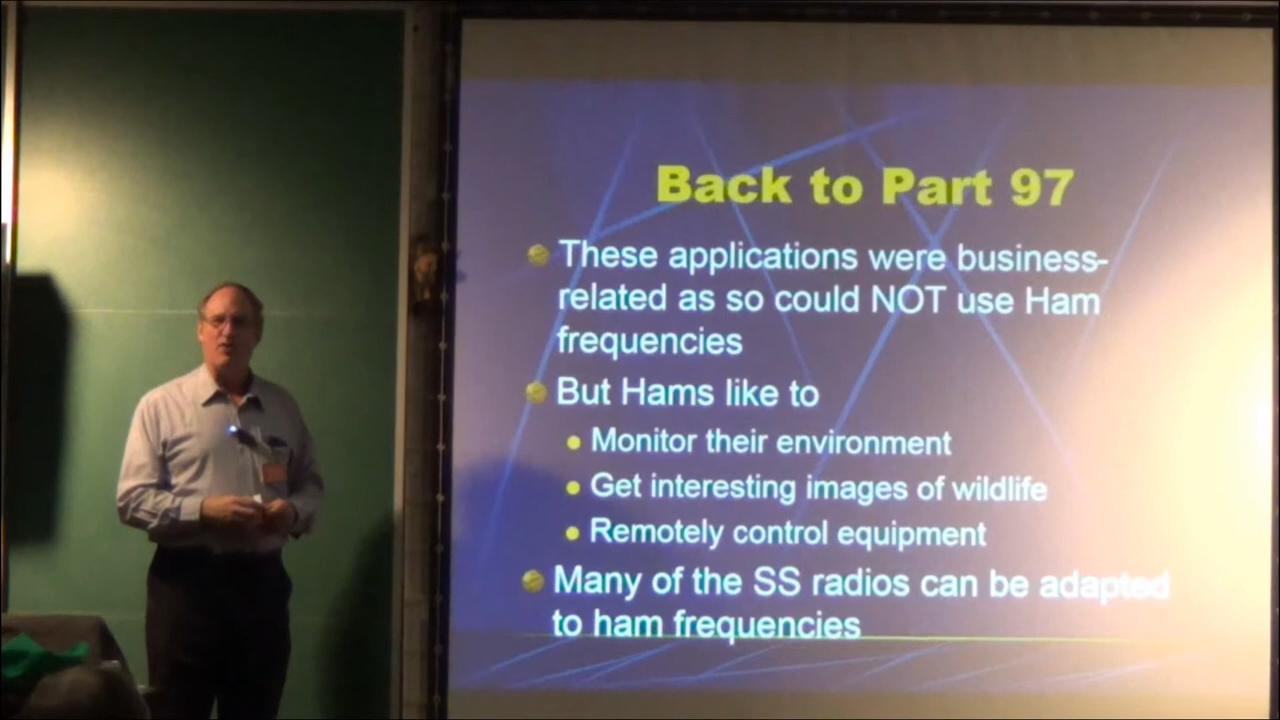 Back to Part 97
These applications were business-
related as so could NOT use Ham
frequencies
But Hams like to
Monitor their environment
Get interesting images of wildlife
Remotely control equipment
Many of the SS radios can be adapted
to ham frequencies